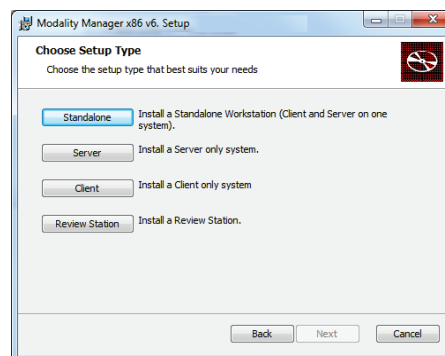 Modality Manager x86 v6. Setup
Choose Setup Type
Choose the setup type that best suits your needs
Standalone
Install a Standalone Workstation (Client and Server on one
system).
Server
Install a Server only system.
Client
Install a Client only system
Review Station
Install a Review Station.
Back
Next
Cancel